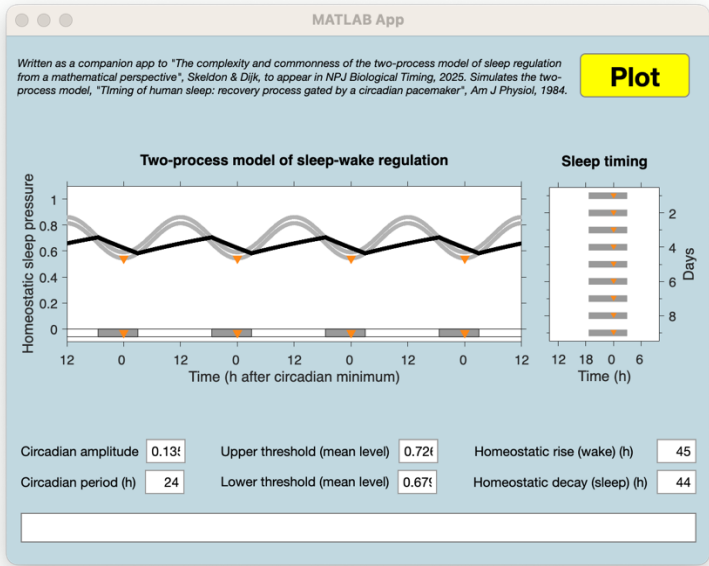 MATLAB App
Written as a companion app to "The complexity and commonness of the two-process model of sleep regulation
from a mathematical perspective", Skeldon & Dijk, to appear in NPJ Biological Timing, 2025. Simulates the two-
process model, "TIming of human sleep: recovery process gated by a circadian pacemaker", Am J Physiol, 1984.
Plot
Two-process model of sleep-wake regulation
Homeostatic sleep pressure
1
0.8
0.6
0.4
0.2
0
12 0 12 0 12 0 12 0 12
Time (h after circadian minimum)
Sleep timing
2
4
6
8
Days
12 18 0 6
Time (h)
Circadian amplitude 0.135 Upper threshold (mean level) 0.726 Homeostatic rise (wake) (h) 45
Circadian period (h) 24 Lower threshold (mean level) 0.679 Homeostatic decay (sleep) (h) 44